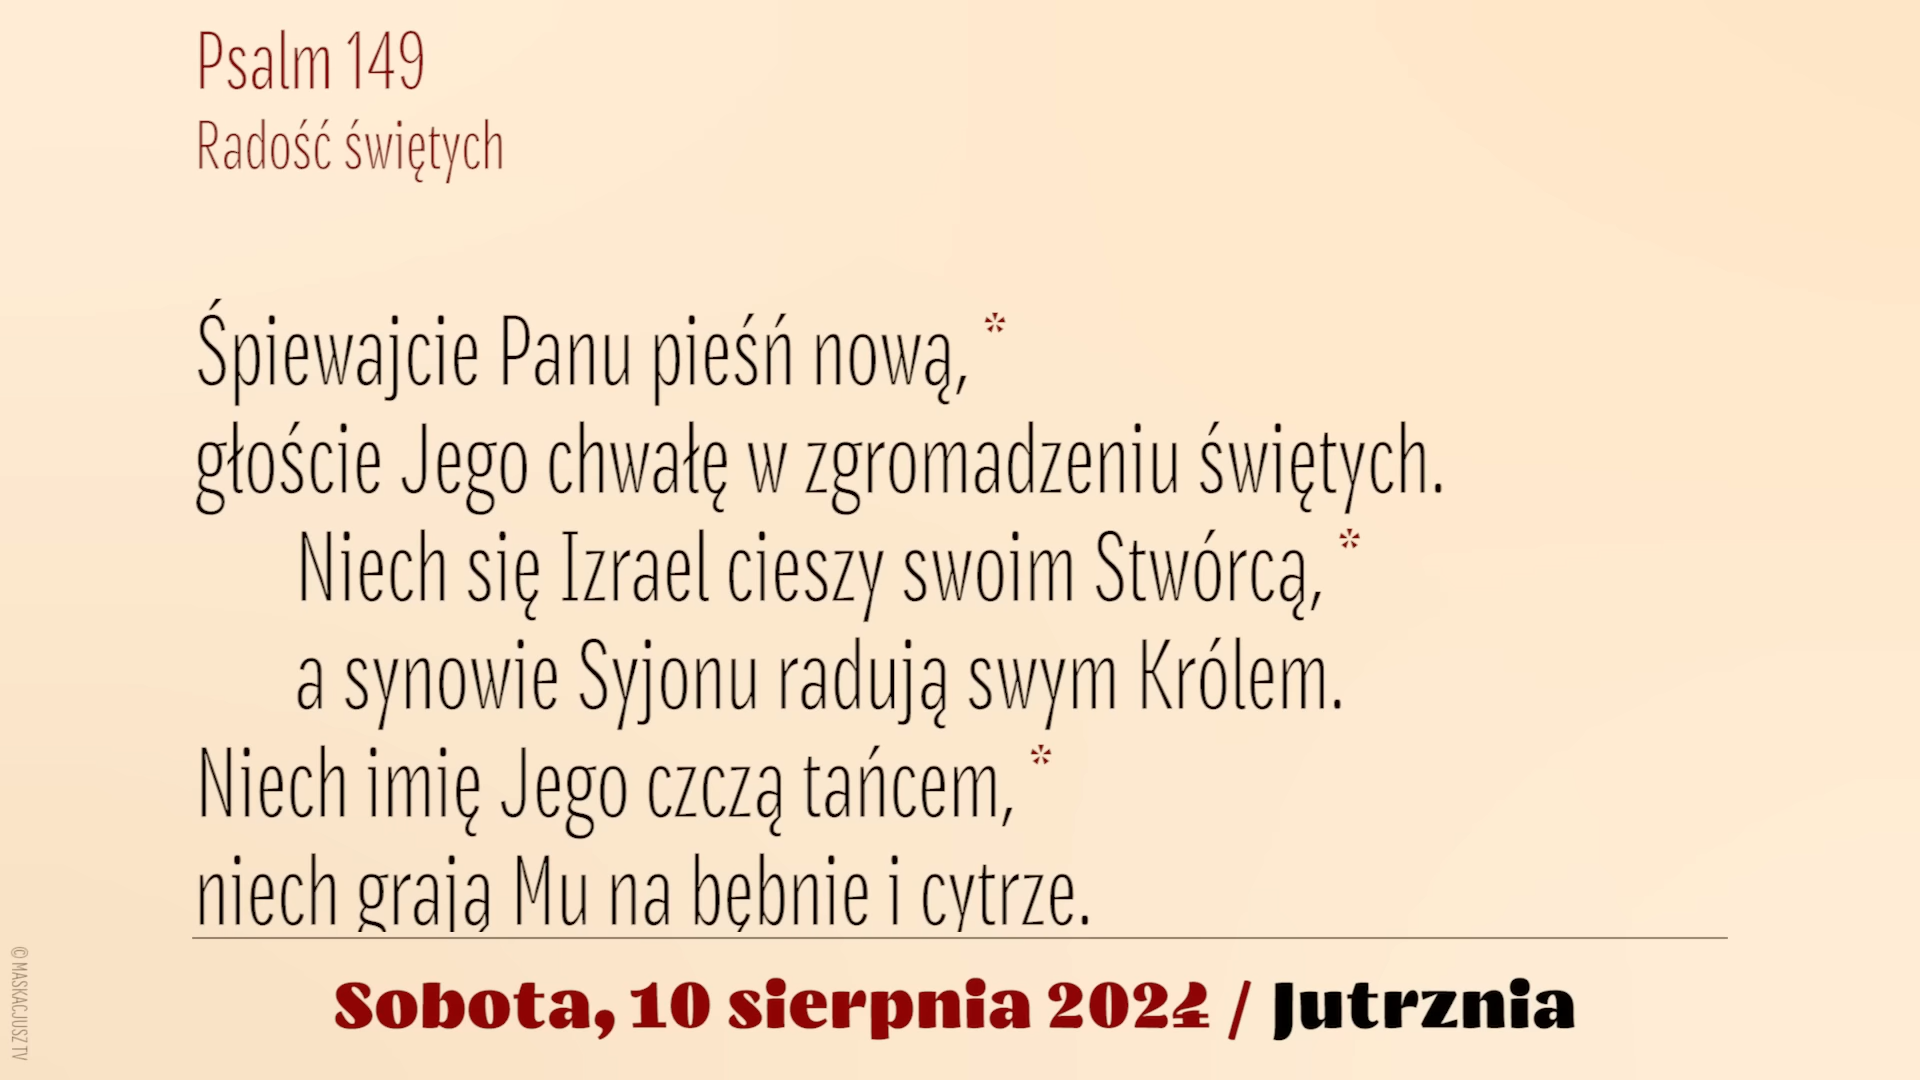 Psalm 149
Radość świętych
Śpiewajcie Panu pieśń nową, *
głoście Jego chwałę w zgromadzeniu świętych.
Niech się Izrael cieszy swoim Stwórcą, *
a synowie Syjonu radują swym Królem.
Niech imię Jego czczą tańcem, *
niech grają Mu na bębnie i cytrze.
Sobota, 10 sierpnia 2024 / Jutrznia
© MASKACJUSZ TV